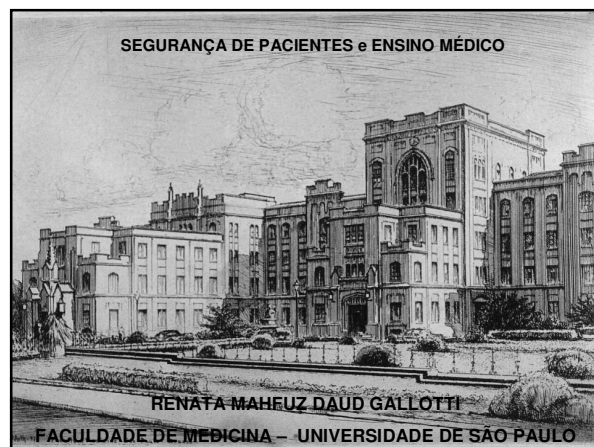 SEGURANÇA DE PACIENTES e ENSINO MÉDICO
RENATA MAHFUZ DAUD GALLOTTI
FACULDADE DE MEDICINA – UNIVERSIDADE DE SÃO PAULO